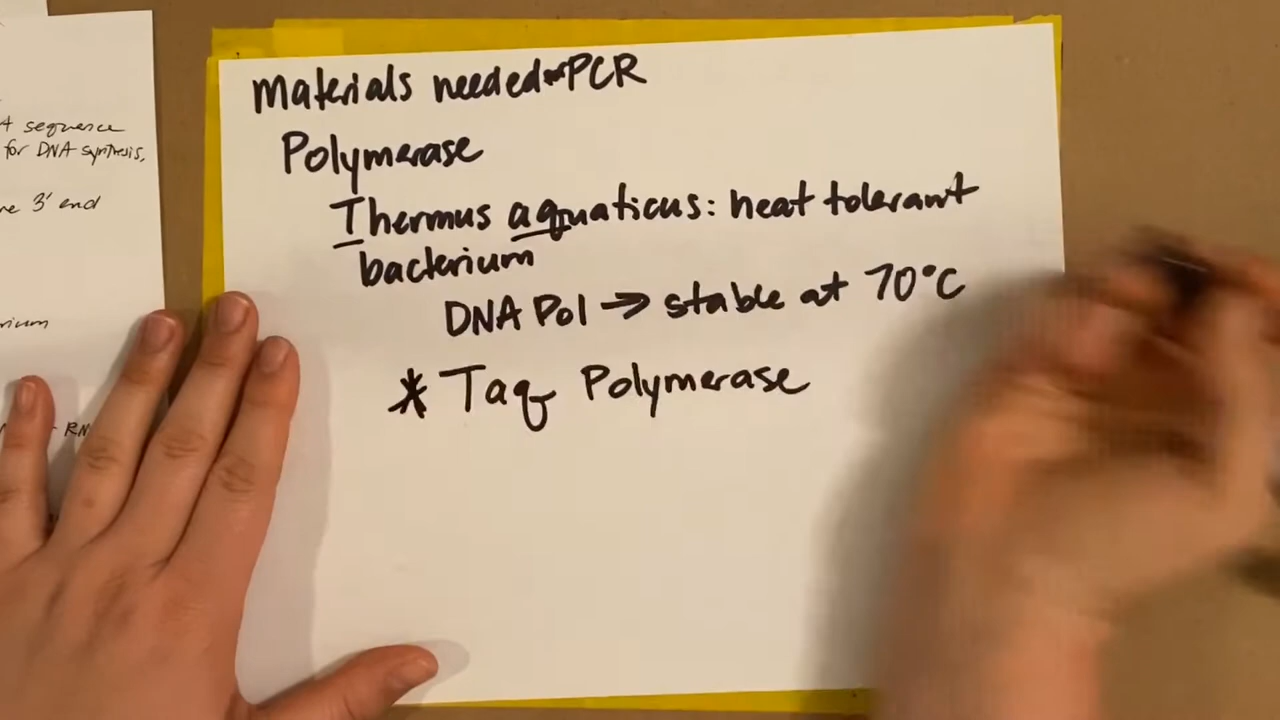 A sequence
for DNA synthesis,
3' end
Materials needed for PCR
Polymerase
Thermus aquaticus: heat tolerant
bacterium
DNA Pol → stable at 70°C
* Taq Polymerase